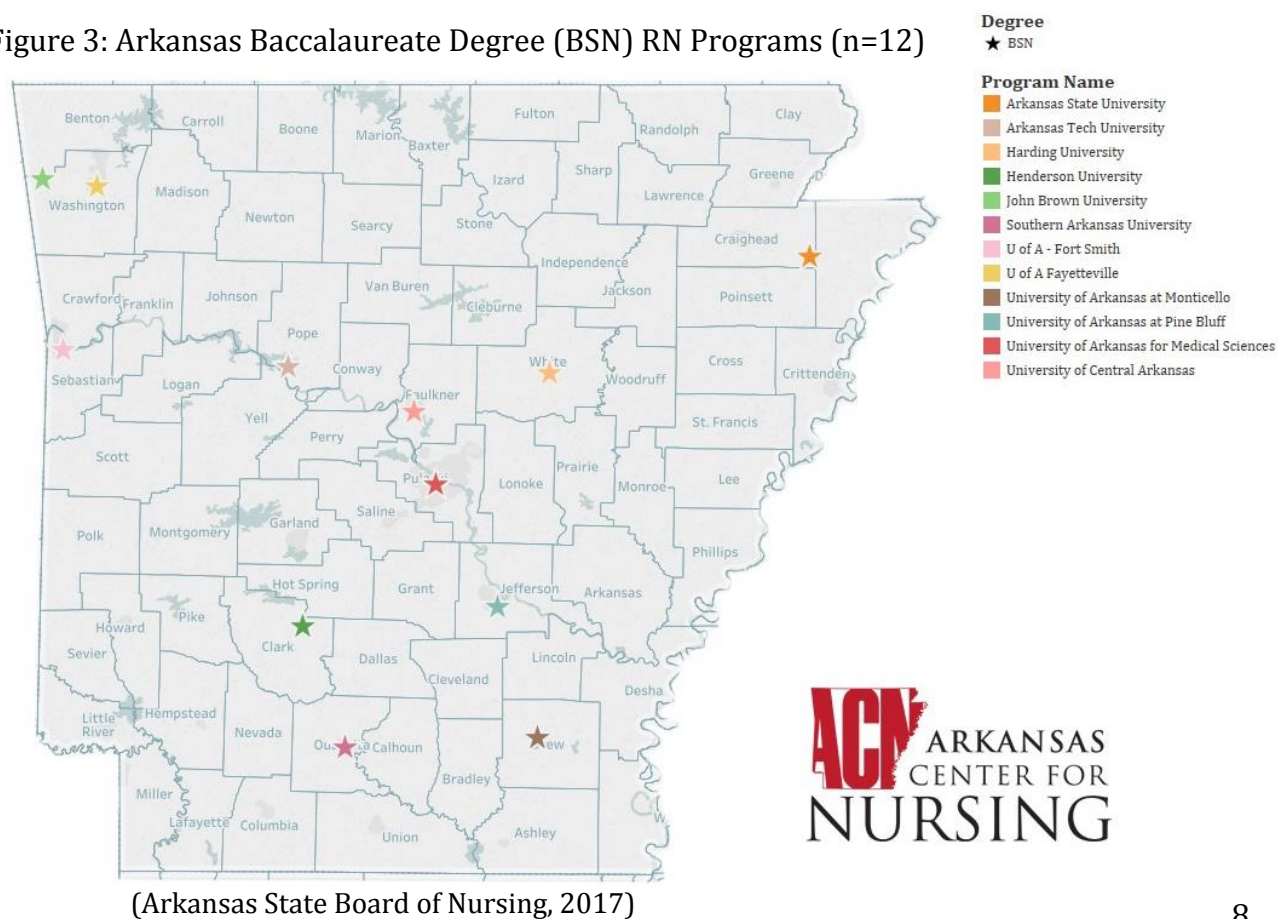 Figure 3: Arkansas Baccalaureate Degree (BSN) RN Programs (n=12)
Degree
BSN
Program Name
Arkansas State University
Arkansas Tech University
Harding University
Henderson University
John Brown University
Southern Arkansas University
U of A - Fort Smith
U of A Fayetteville
University of Arkansas at Monticello
University of Arkansas at Pine Bluff
University of Arkansas for Medical Sciences
University of Central Arkansas
Benton
Carroll
Boone
Marion
Baxter
Fulton
Randolph
Clay
Washington
Madison
Newton
Searcy
Stone
Izard
Sharp
Lawrence
Greene
Craighead
Crawford
Franklin
Johnson
Van Buren
Cleburne
Independence
Jackson
Poinsett
Pope
Sebastian
Logan
Conway
Faulkner
White
Woodruff
Cross
Crittenden
Yell
Perry
St. Francis
Scott
Pulaski
Lonoke
Prairie
Monroe
Lee
Polk
Montgomery
Garland
Saline
Phillips
Hot Spring
Grant
Jefferson
Arkansas
Howard
Pike
Sevier
Clark
Dallas
Cleveland
Lincoln
Desha
Little
River
Hempstead
Nevada
Calhoun
Bradley
Miller
Lafayette
Columbia
Union
Ashley
ACN
ARKANSAS
CENTER FOR
NURSING
(Arkansas State Board of Nursing, 2017)
8